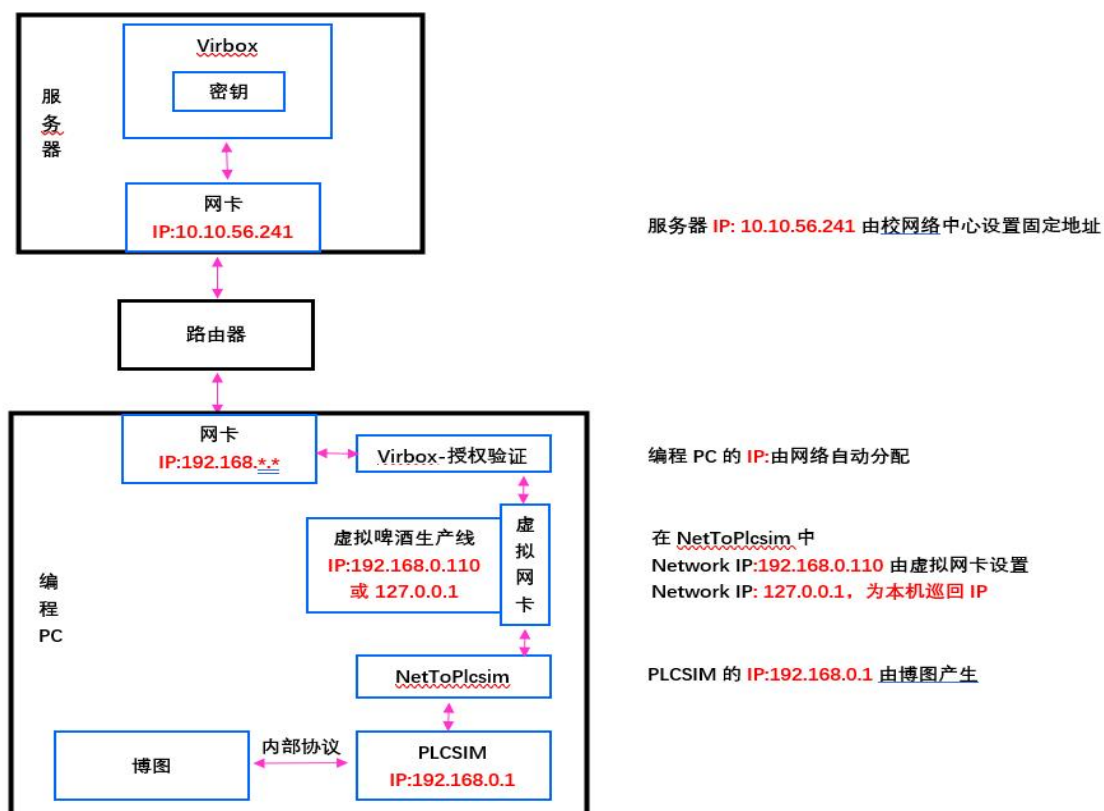 Virbox
密钥
服
务
器
网卡
IP:10.10.56.241
服务器 IP: 10.10.56.241 由校网络中心设置固定地址
路由器
网卡
IP:192.168.*.*
Virbox-授权验证
编程 PC 的 IP:由网络自动分配
虚拟啤酒生产线
IP:192.168.0.110
或 127.0.0.1
虚
拟
网
卡
在 NetToPlcsim 中
Network IP:192.168.0.110 由虚拟网卡设置
Network IP: 127.0.0.1，为本机巡回 IP
编
程
PC
NetToPlcsim
PLCSIM 的 IP:192.168.0.1 由博图产生
博图
内部协议
PLCSIM
IP:192.168.0.1